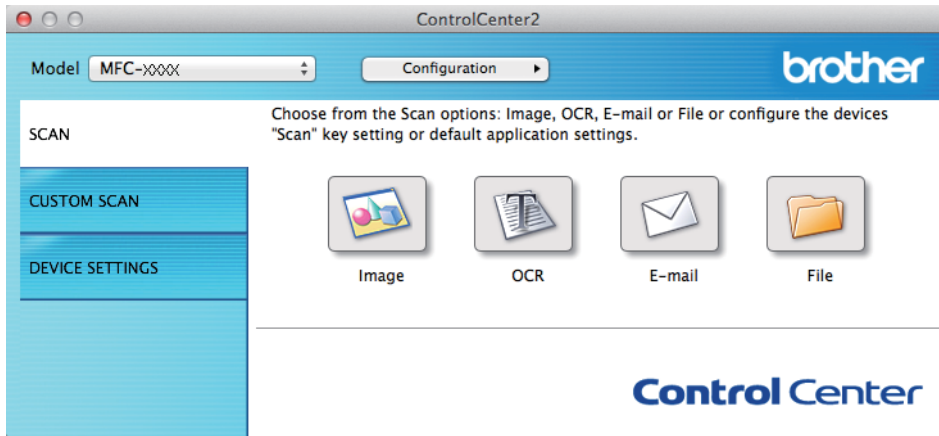 ControlCenter2
Model MFC-XXXX Configuration brother
SCAN
Choose from the Scan options: Image, OCR, E-mail or File or configure the devices
"Scan" key setting or default application settings.
CUSTOM SCAN
DEVICE SETTINGS
Image OCR E-mail File
Control Center